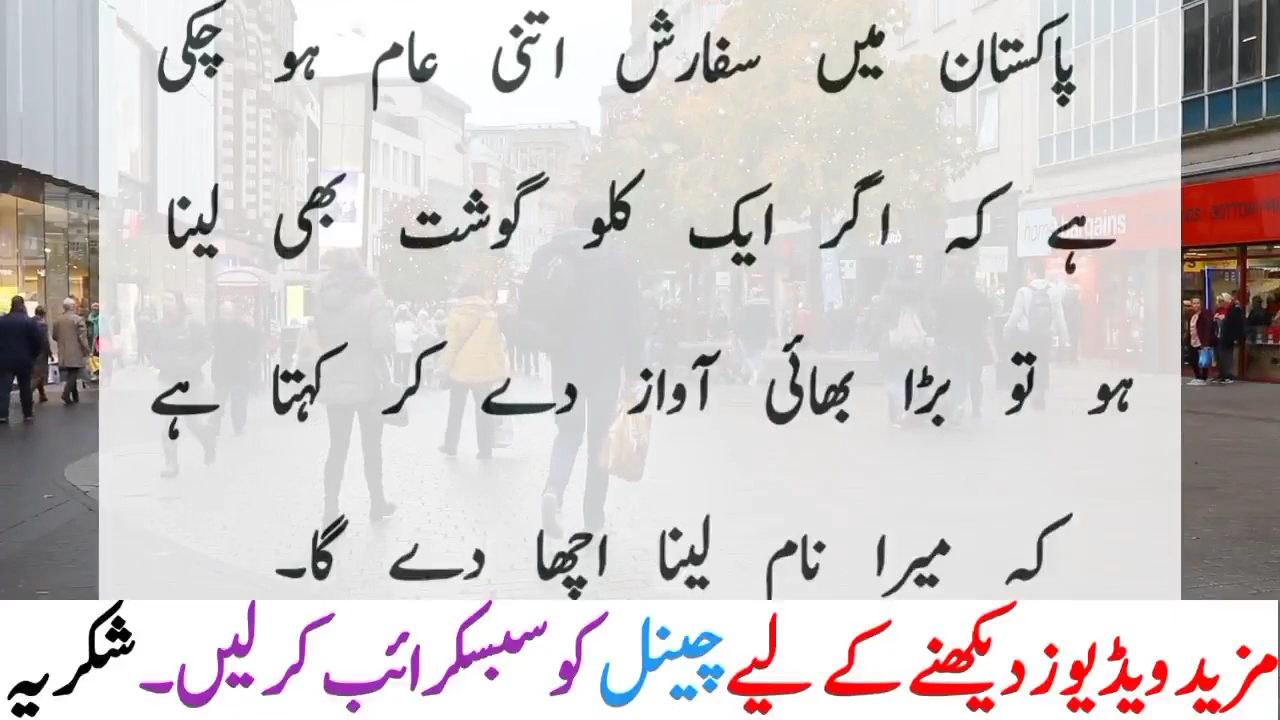 پاکستان میں سفارش اتنی عام ہو چکی
ہے کہ اگر ایک کلو گوشت بھی لینا
ہو تو بڑا بھائی آواز دے کر کہتا ہے
کہ میرا نام لینا اچھا دے گا۔
مزید ویڈیوز دیکھنے کے لیے چینل کو سبسکرائب کر لیں۔ شکریہ
home bargains